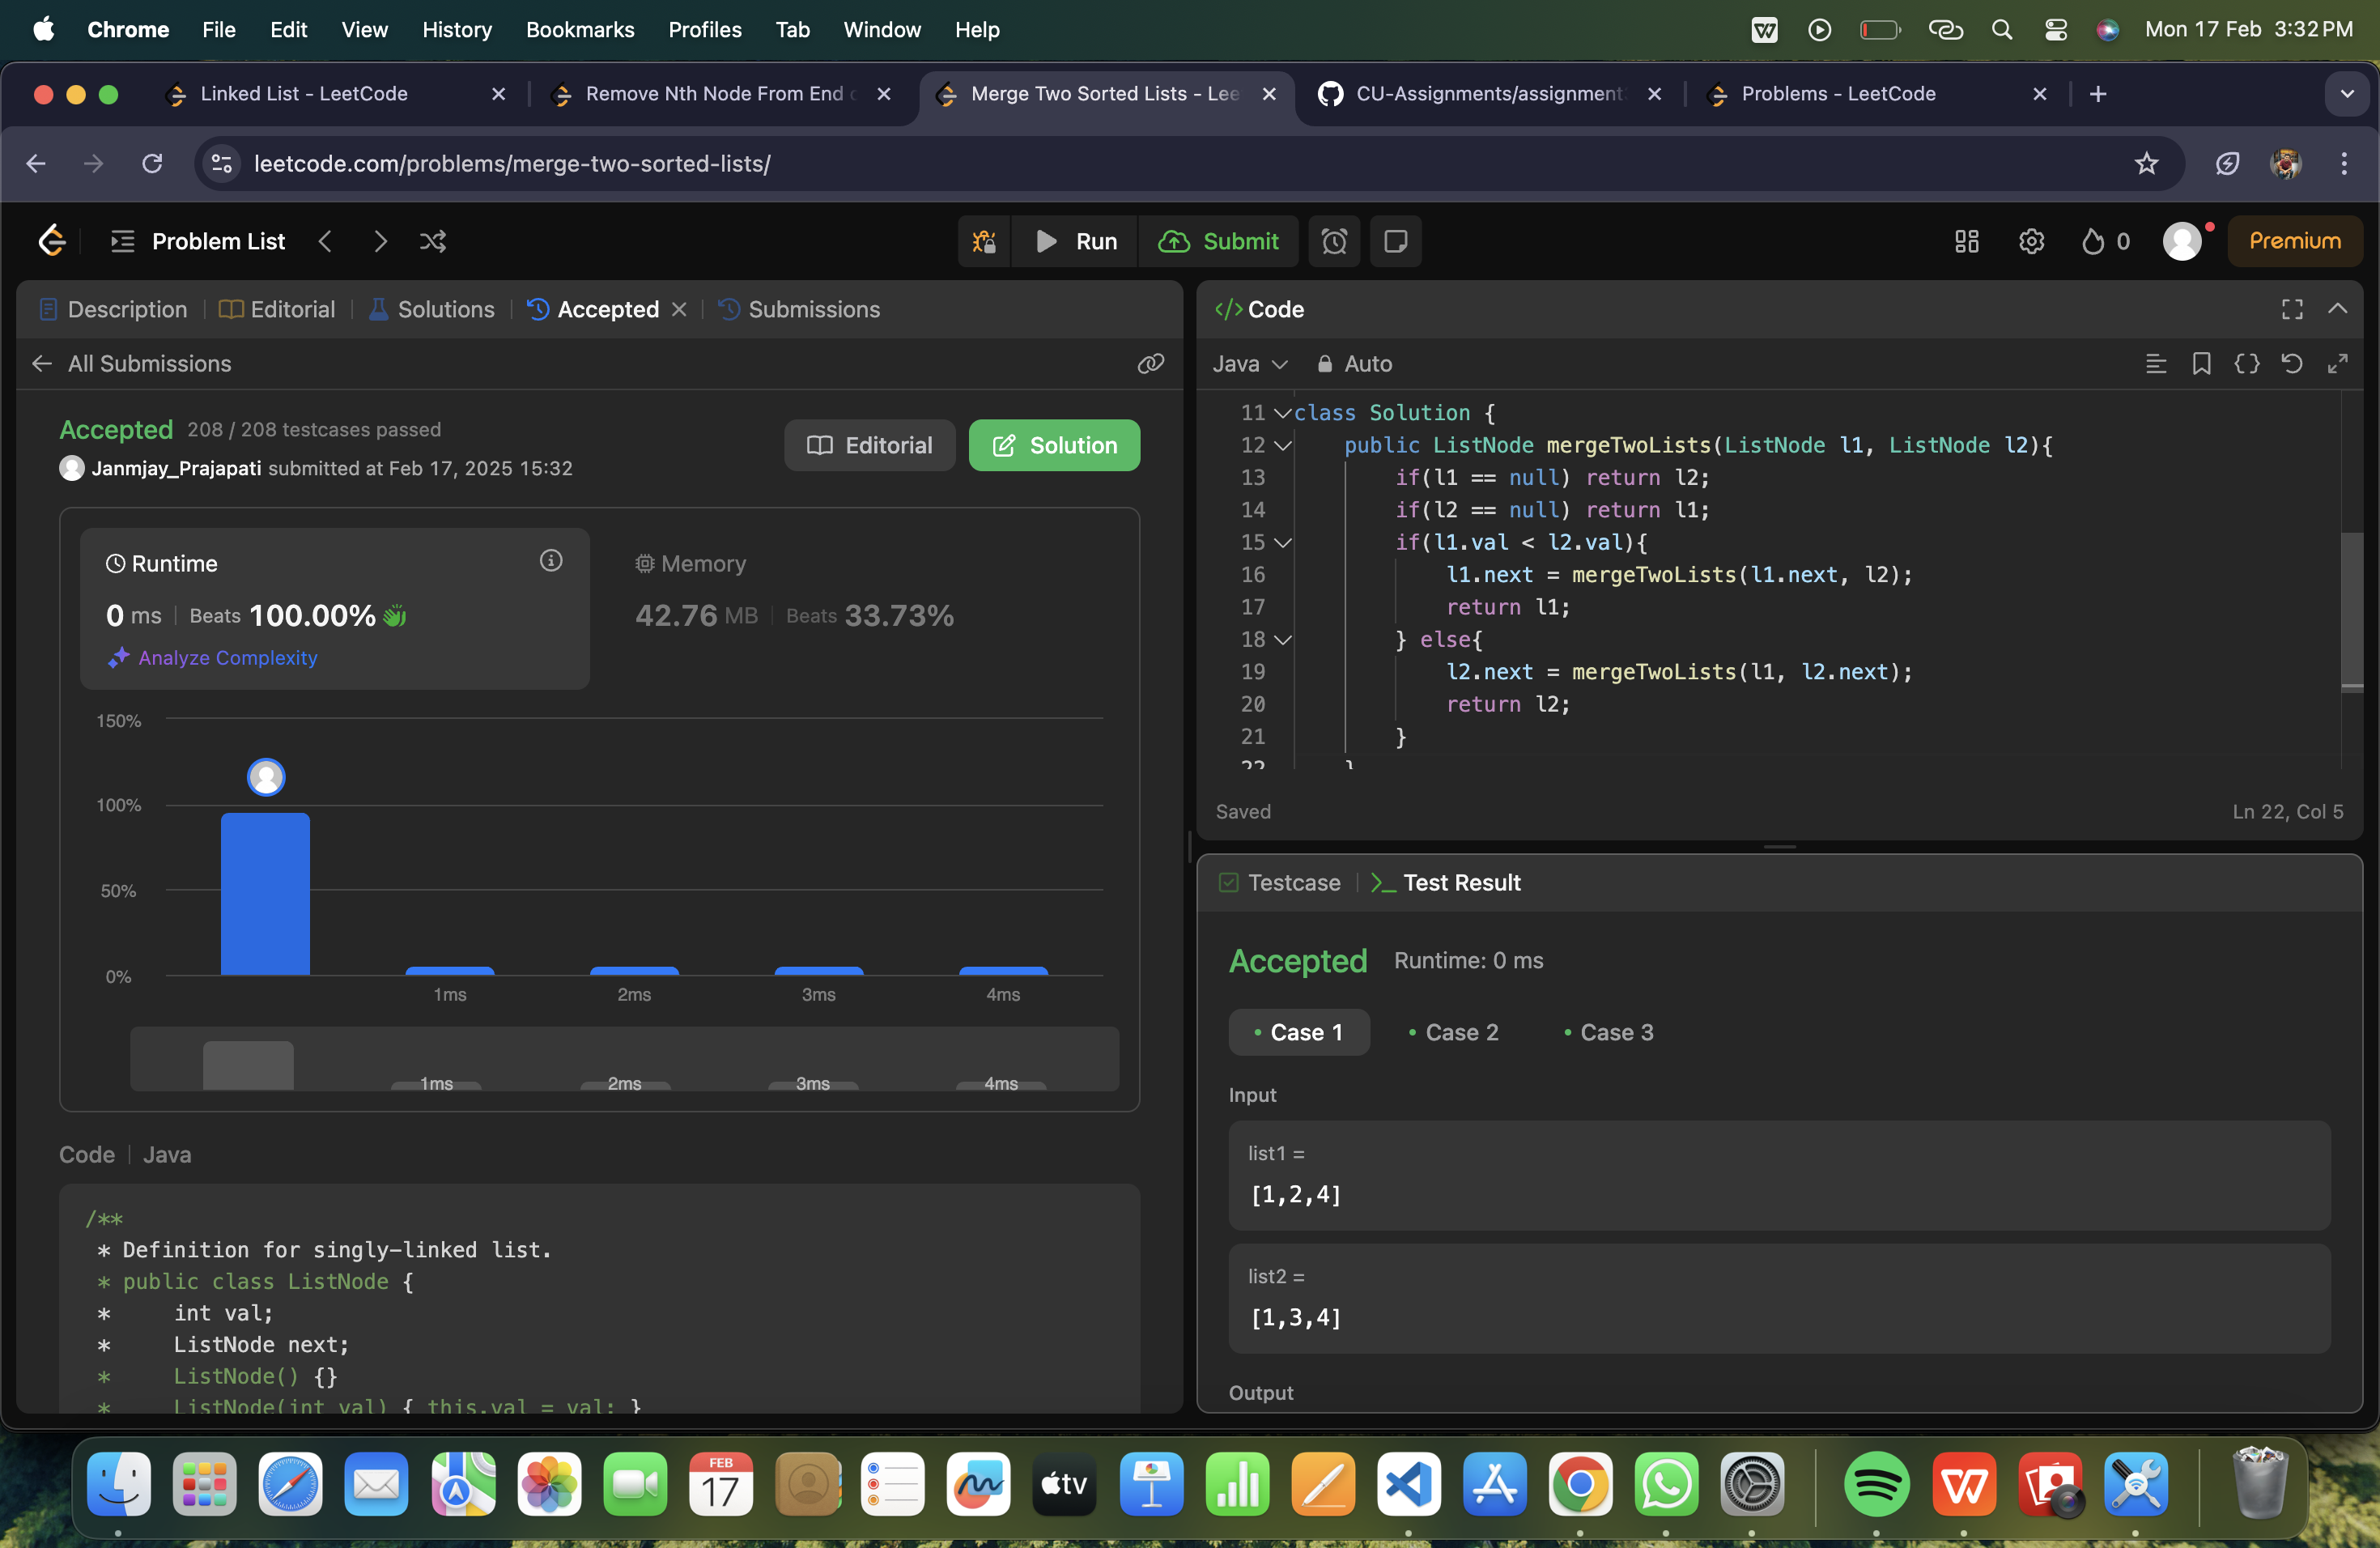 Chrome File Edit View History Bookmarks Profiles Tab Window Help Mon 17 Feb 3:32 PM
Linked List - LeetCode
Remove Nth Node From End
Merge Two Sorted Lists - Lee
CU-Assignments/assignment
Problems - LeetCode
leetcode.com/problems/merge-two-sorted-lists/
Problem List
Run
Submit
0
Premium
Description
Editorial
Solutions
Accepted
Submissions
All Submissions
Accepted 208 / 208 testcases passed
Janmjay_Prajapati submitted at Feb 17, 2025 15:32
Editorial
Solution
Runtime
0 ms Beats 100.00%
Analyze Complexity
Memory
42.76 MB Beats 33.73%
150%
100%
50%
0%
1ms 2ms 3ms 4ms
1ms 2ms 3ms 4ms
Code Java
/**
* Definition for singly-linked list.
* public class ListNode {
* int val;
* ListNode next;
* ListNode() {}
* ListNode(int val) { this.val = val; }
</> Code
Java Auto
11 class Solution {
12 public ListNode mergeTwoLists(ListNode l1, ListNode l2){
13 if(l1 == null) return l2;
14 if(l2 == null) return l1;
15 if(l1.val < l2.val){
16 l1.next = mergeTwoLists(l1.next, l2);
17 return l1;
18 } else{
19 l2.next = mergeTwoLists(l1, l2.next);
20 return l2;
21 }
22 }
Saved Ln 22, Col 5
Testcase
Test Result
Accepted Runtime: 0 ms
Case 1 Case 2 Case 3
Input
list1 =
[1,2,4]
list2 =
[1,3,4]
Output
FEB
17
tv